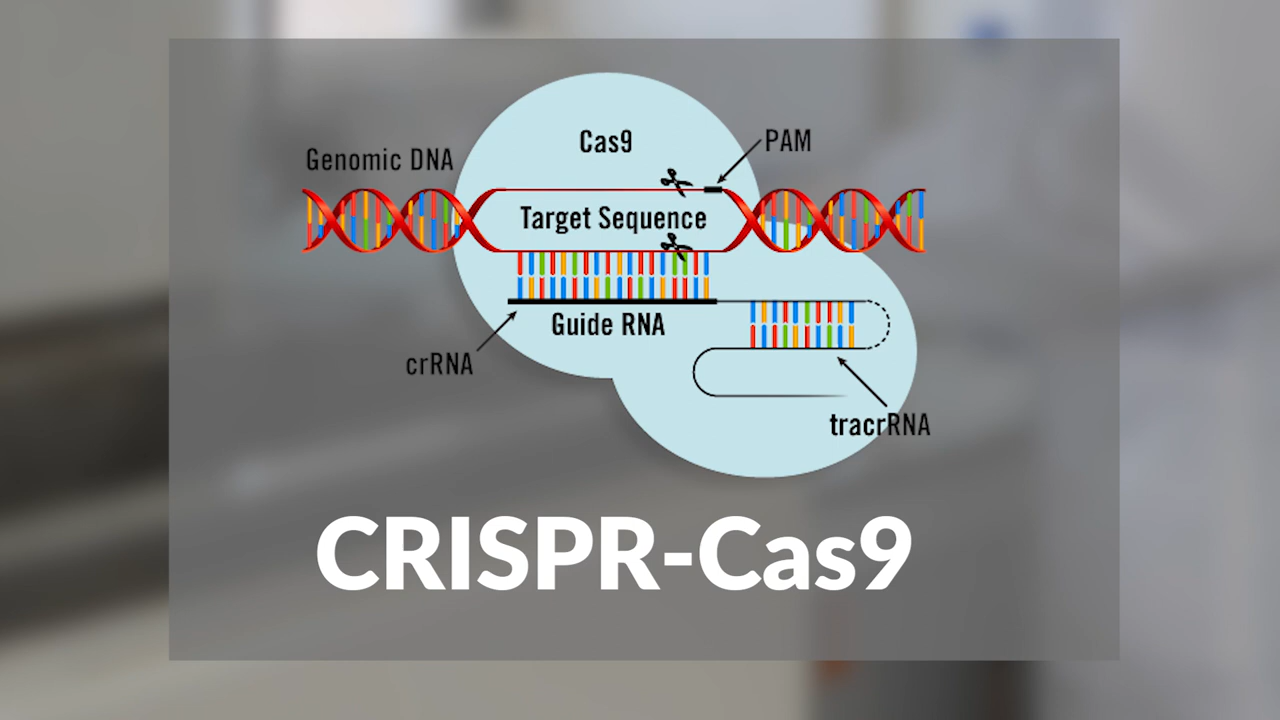 Cas9
PAM
Genomic DNA
Target Sequence
Guide RNA
crRNA
tracrRNA
CRISPR-Cas9